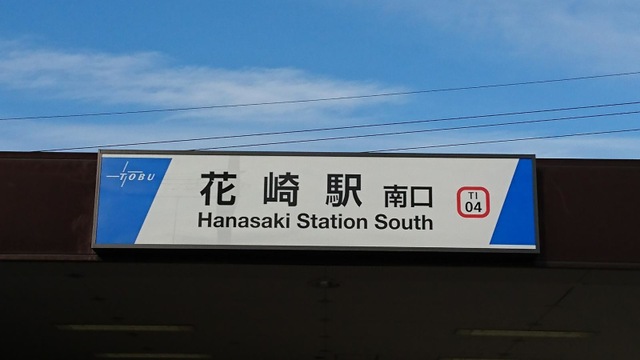 TOBU
花崎駅 南口
TI
04
Hanasaki Station South